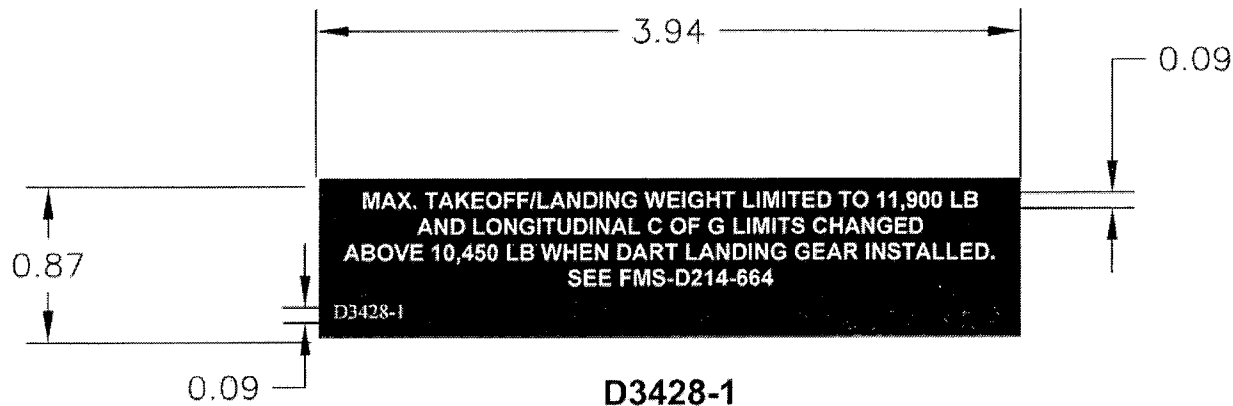 3.94
0.09
MAX. TAKEOFF/LANDING WEIGHT LIMITED TO 11,900 LB
AND LONGITUDINAL C OF G LIMITS CHANGED
ABOVE 10,450 LB WHEN DART LANDING GEAR INSTALLED.
SEE FMS-D214-664
0.87
D3428-1
0.09
D3428-1